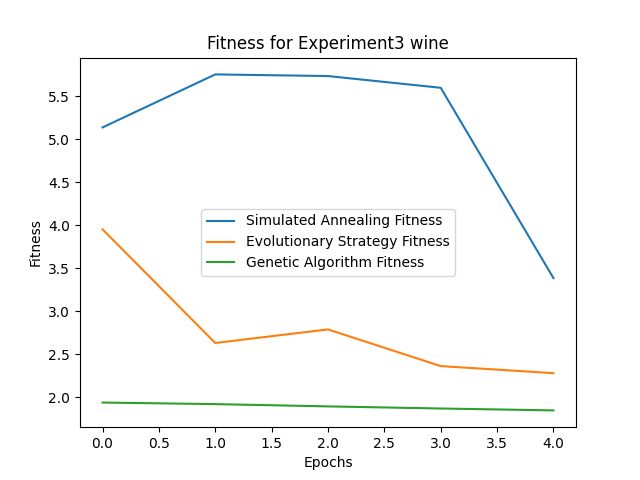 Fitness for Experiment3 wine
Fitness
5.5
5.0
4.5
4.0
3.5
3.0
2.5
2.0
Simulated Annealing Fitness
Evolutionary Strategy Fitness
Genetic Algorithm Fitness
0.0 0.5 1.0 1.5 2.0 2.5 3.0 3.5 4.0
Epochs